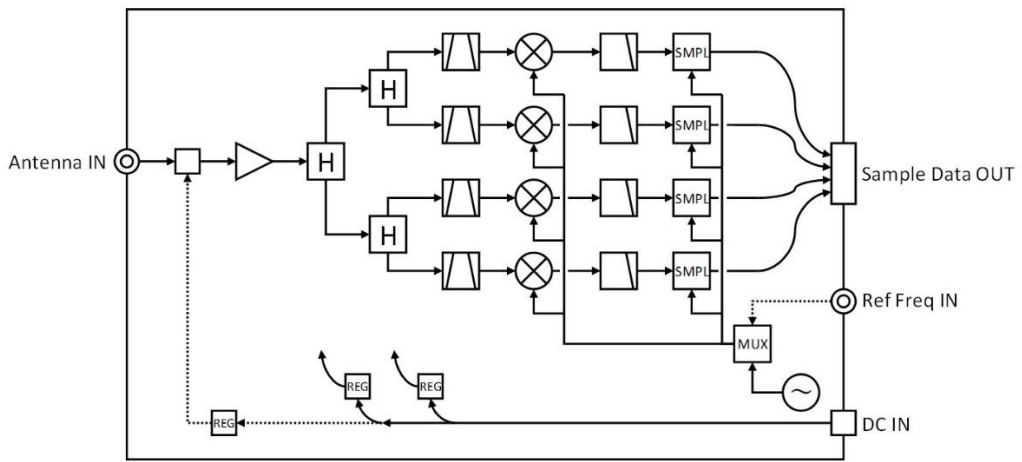 SMPL
H
SMPL
Antenna IN
H
Sample Data OUT
SMPL
H
SMPL
Ref Freq IN
MUX
REG
REG
REG
DC IN